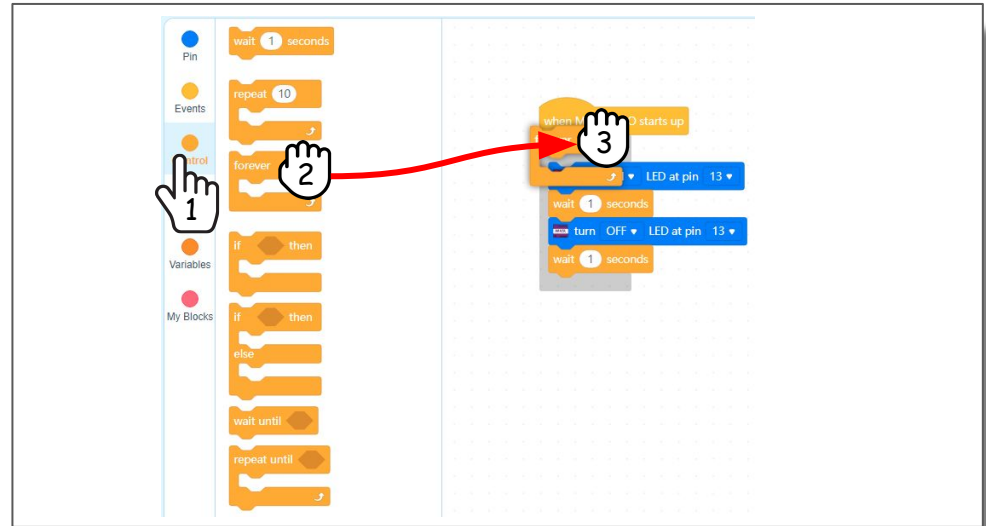 Pin
Events
Control
Variables
My Blocks
wait 1 seconds
repeat 10
forever
if then
if then
else
wait until
repeat until
1
2
3
when M O starts up
LED at pin 13
wait 1 seconds
turn OFF LED at pin 13
wait 1 seconds